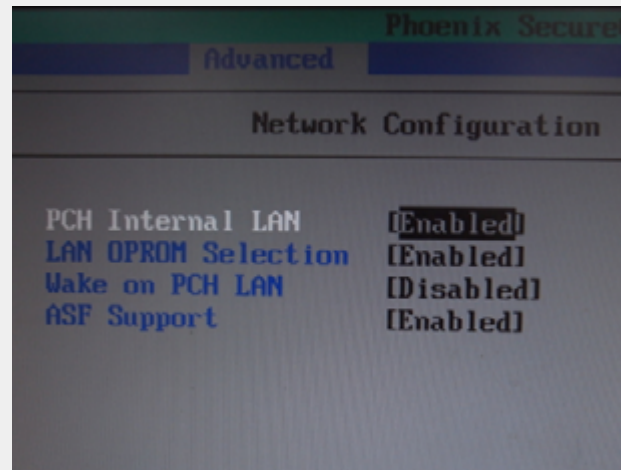 Phoenix Secure
Advanced
Network Configuration
PCH Internal LAN [Enabled]
LAN OPROM Selection [Enabled]
Wake on PCH LAN [Disabled]
ASF Support [Enabled]